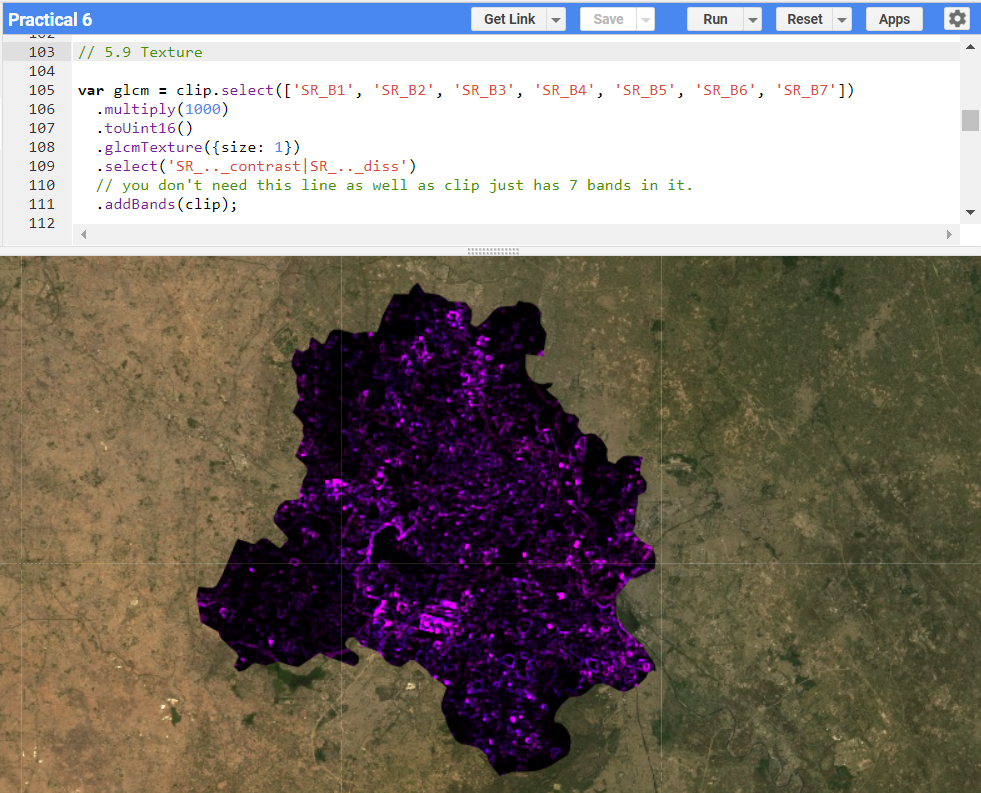 Practical 6 Get Link Save Run Reset Apps
102
103 // 5.9 Texture
104
105 var glcm = clip.select(['SR_B1', 'SR_B2', 'SR_B3', 'SR_B4', 'SR_B5', 'SR_B6', 'SR_B7'])
106 .multiply(1000)
107 .toUint16()
108 .glcmTexture({size: 1})
109 .select('SR_.._contrast|SR_.._diss')
110 // you don't need this line as well as clip just has 7 bands in it.
111 .addBands(clip);
112